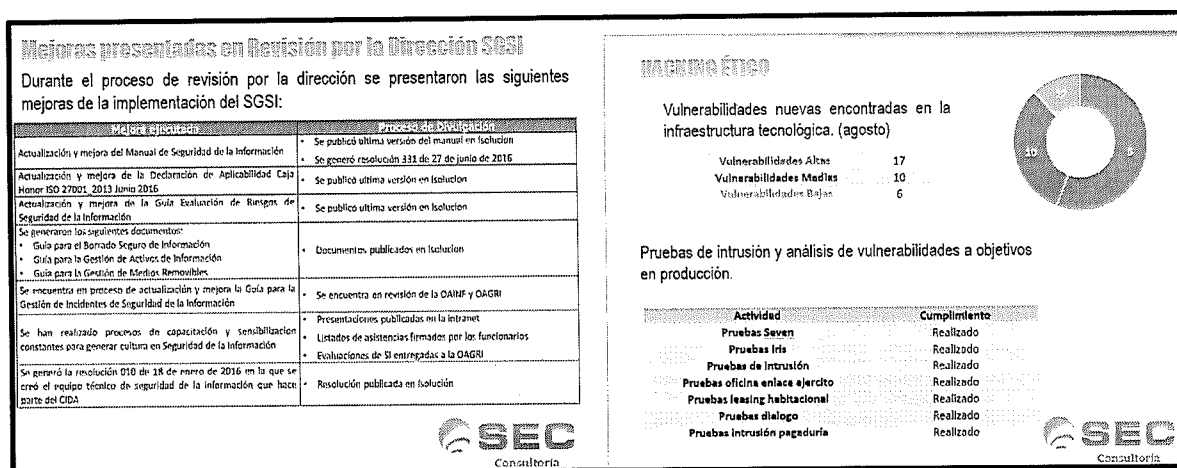 Mejoras presentadas en Revisión por la Dirección SGSI
Durante el proceso de revisión por la dirección se presentaron las siguientes
mejoras de la implementación del SGSI:
Mejora ejecutada
Proceso de Divulgación
Actualización y mejora del Manual de Seguridad de la Información
• Se publicó ultima versión del manual en Isolucion
• Se generó resolución 331 de 27 de junio de 2016
Actualización y mejora de la Declaración de Aplicabilidad Caja
Honor ISO 27001_2013 Junio 2016
• Se publicó ultima versión en Isolucion
Actualización y mejora de la Guía Evaluación de Riesgos de
Seguridad de la Información
• Se publicó ultima versión en Isolucion
Se generaron los siguientes documentos:
• Guía para el Borrado Seguro de Información
• Guía para la Gestión de Activos de Información
• Guía para la Gestión de Medios Removibles
• Documentos publicados en Isolucion
Se encuentra en proceso de actualización y mejora la Guía para la
Gestión de Incidentes de Seguridad de la Información
• Se encuentra en revisión de la OAINF y OAGRI
Se han realizado procesos de capacitación y sensibilización
constantes para generar cultura en Seguridad de la Información
• Presentaciones publicadas en la intranet
• Listados de asistencias firmados por los funcionarios
• Evaluaciones de SI entregadas a la OAGRI
Se generó la resolución 010 de 18 de enero de 2016 en la que se
creó el equipo técnico de seguridad de la información que hace
parte del CIDA
• Resolución publicada en Isolución
SEC
Consultoría
HACKING ÉTICO
Vulnerabilidades nuevas encontradas en la
infraestructura tecnológica. (agosto)
Vulnerabilidades Altas 17
Vulnerabilidades Medias 10
Vulnerabilidades Bajas 6
10
Pruebas de intrusión y análisis de vulnerabilidades a objetivos
en producción.
Actividad Cumplimiento
Pruebas Seven Realizado
Pruebas Iris Realizado
Pruebas de Intrusión Realizado
Pruebas oficina enlace ejercito Realizado
Pruebas leasing habitacional Realizado
Pruebas dialogo Realizado
Pruebas intrusión pagaduría Realizado
SEC
Consultoría